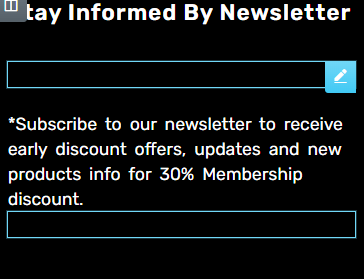 tay Informed By Newsletter
*Subscribe to our newsletter to receive
early discount offers, updates and new
products info for 30% Membership
discount.